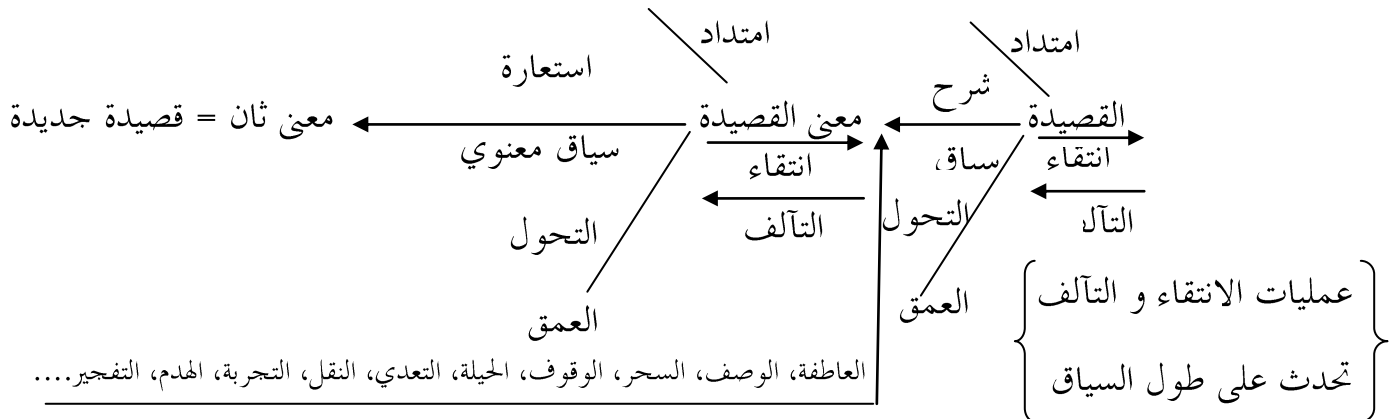 امتداد
امتداد
استعارة
شرح
القصيدة
معنى القصيدة
معنى ثان = قصيدة جديدة
انتقاء
سياق
انتقاء
سياق معنوي
التآل
التحول
التآلف
التحول
العمق
العمق
عمليات الانتقاء و التآلف
تحدث على طول السياق
العاطفة، الوصف، السحر، الوقوف، الحيلة، التعدي، النقل، التجربة، الهدم، التفجير....